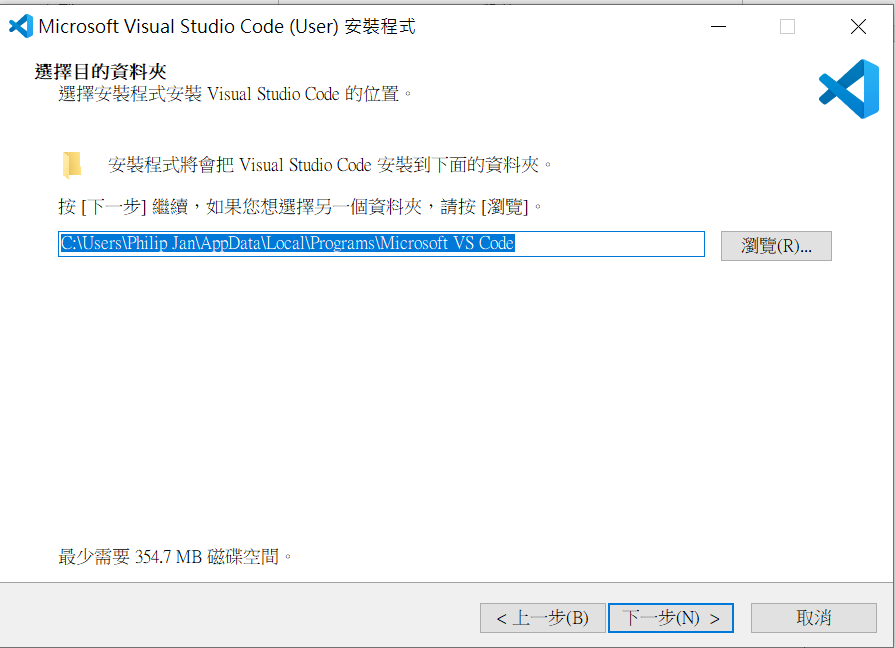 Microsoft Visual Studio Code (User) 安裝程式
選擇目的資料夾
選擇安裝程式安裝 Visual Studio Code 的位置。
安裝程式將會把 Visual Studio Code 安裝到下面的資料夾。
按 [下一步] 繼續，如果您想選擇另一個資料夾，請按 [瀏覽]。
C:\Users\Philip Jan\AppData\Local\Programs\Microsoft VS Code
瀏覽(R)...
最少需要 354.7 MB 磁碟空間。
< 上一步(B)
下一步(N) >
取消